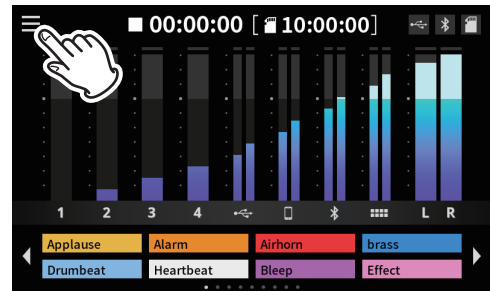 00:00:00 [ 10:00:00]
1 2 3 4 L R
Applause Alarm Airhorn brass
Drumbeat Heartbeat Bleep Effect